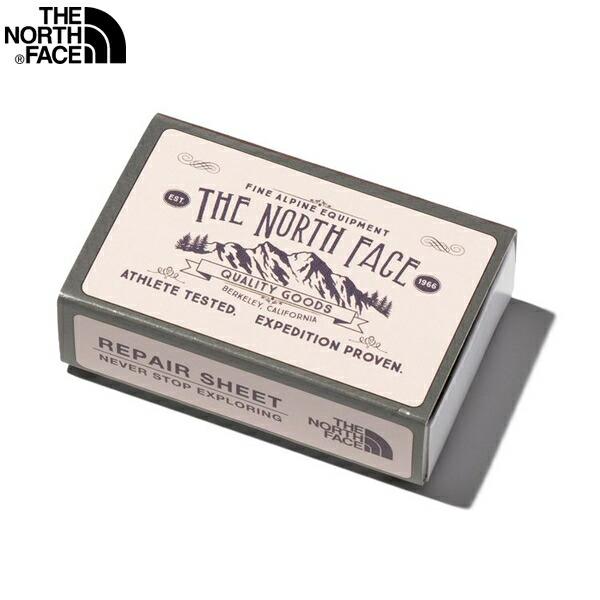 THE
NORTH
®FACE
FINE ALPINE EQUIPMENT
EST. THE NORTH FACE 1966
QUALITY GOODS
BERKELEY, CALIFORNIA
ATHLETE TESTED. EXPEDITION PROVEN.
REPAIR SHEET
NEVER STOP EXPLORING
THE
NORTH
FACE